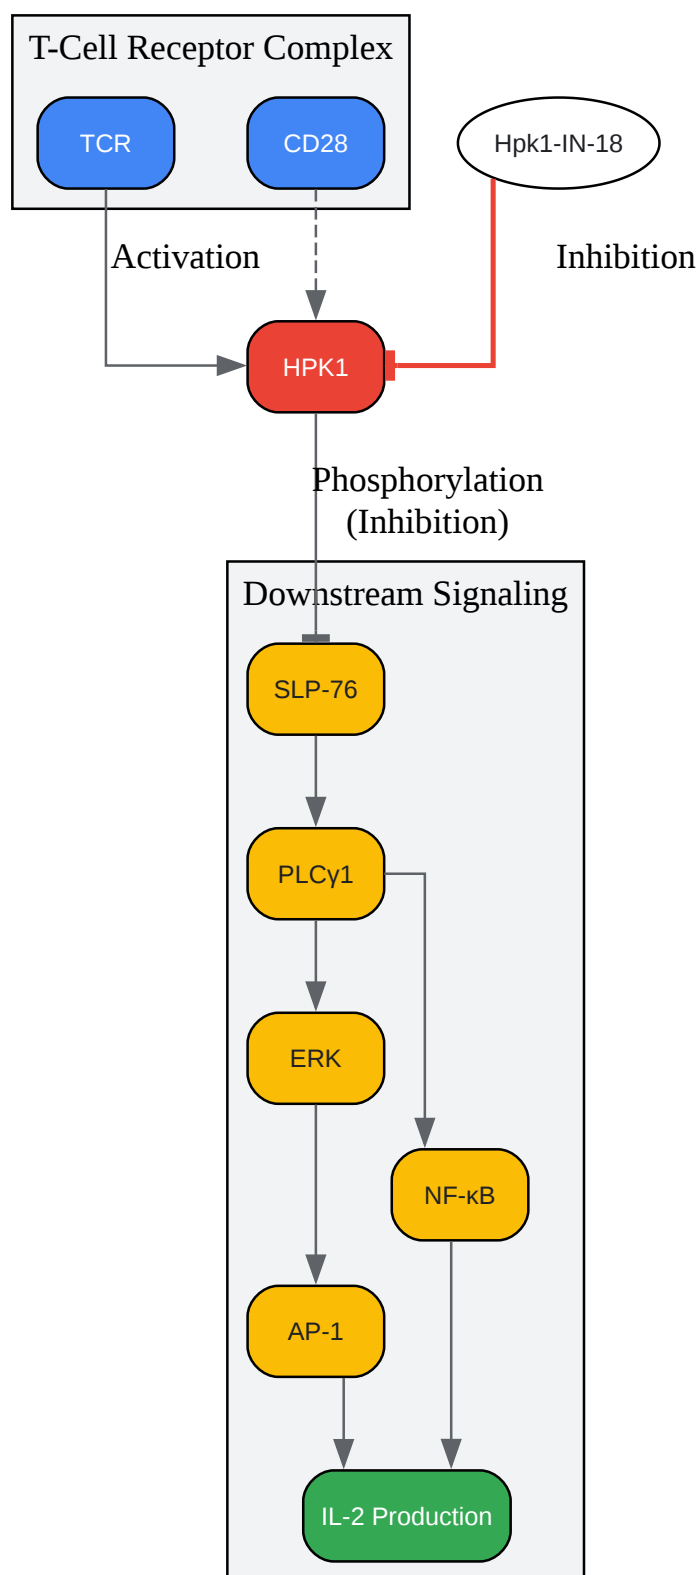 T-Cell Receptor Complex
TCR
CD28
Hpk1-IN-18
Activation
Inhibition
HPK1
Phosphorylation
(Inhibition)
Downstream Signaling
SLP-76
PLCγ1
ERK
NF-κB
AP-1
IL-2 Production